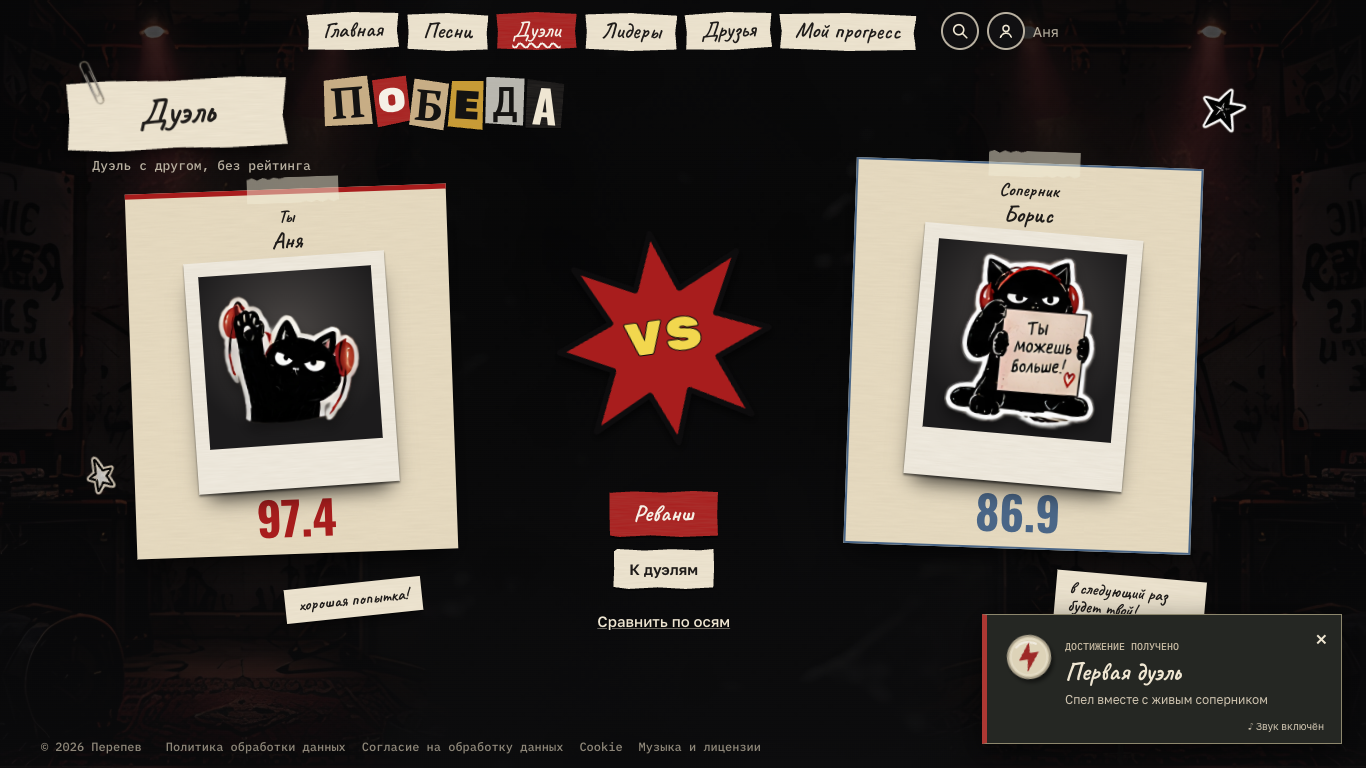 Главная
Песни
Дуэли
Лидеры
Друзья
Мой прогресс
Аня
Дуэль
ПОБЕДА
Дуэль с другом, без рейтинга
Ты
Аня
97.4
хорошая попытка!
VS
Реванш
К дуэлям
Сравнить по осям
Соперник
Борис
Ты
можешь
больше!
86.9
в следующий раз
будет твой!
ДОСТИЖЕНИЕ ПОЛУЧЕНО
Первая дуэль
Спел вместе с живым соперником
♪ Звук включён
© 2026 Перепев
Политика обработки данных
Согласие на обработку данных
Cookie
Музыка и лицензии